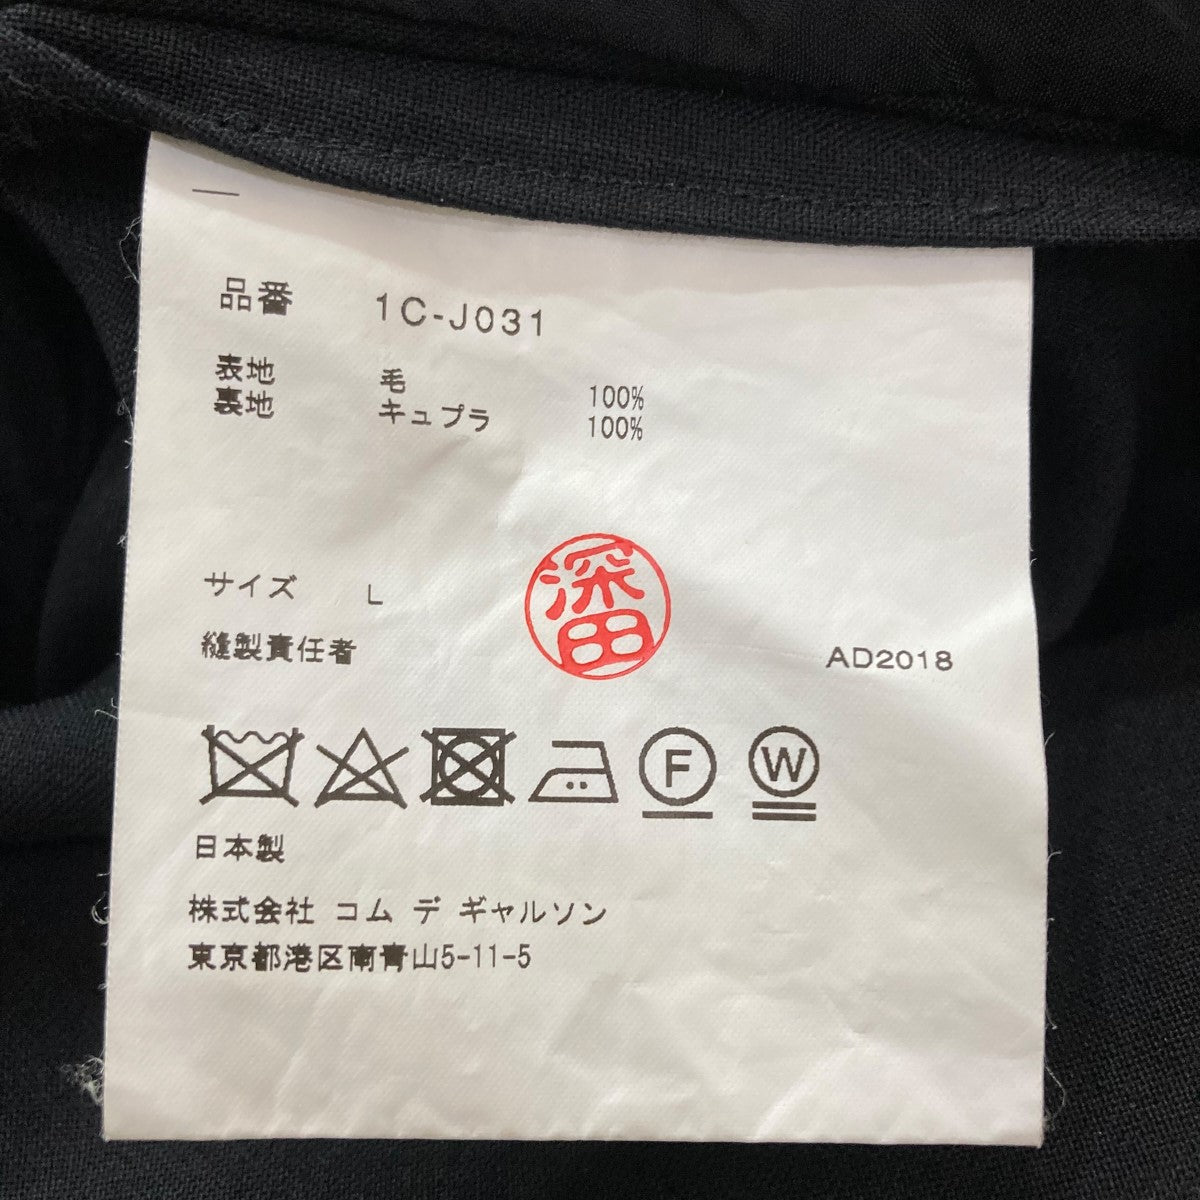 品番 1C-J031
表地 毛 100%
裏地 キュプラ 100%
サイズ L
深田
縫製責任者
AD2018
F W
日本製
株式会社 コム デ ギャルソン
東京都港区南青山5-11-5